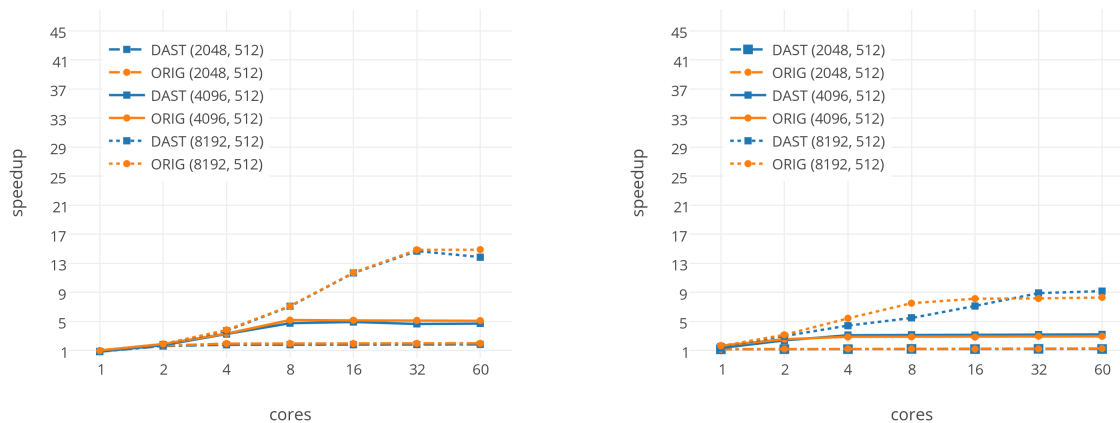 45
41
37
33
29
25
21
17
13
9
5
1
speedup
DAST (2048, 512)
ORIG (2048, 512)
DAST (4096, 512)
ORIG (4096, 512)
DAST (8192, 512)
ORIG (8192, 512)
1 2 4 8 16 32 60
cores
45
41
37
33
29
25
21
17
13
9
5
1
speedup
DAST (2048, 512)
ORIG (2048, 512)
DAST (4096, 512)
ORIG (4096, 512)
DAST (8192, 512)
ORIG (8192, 512)
1 2 4 8 16 32 60
cores